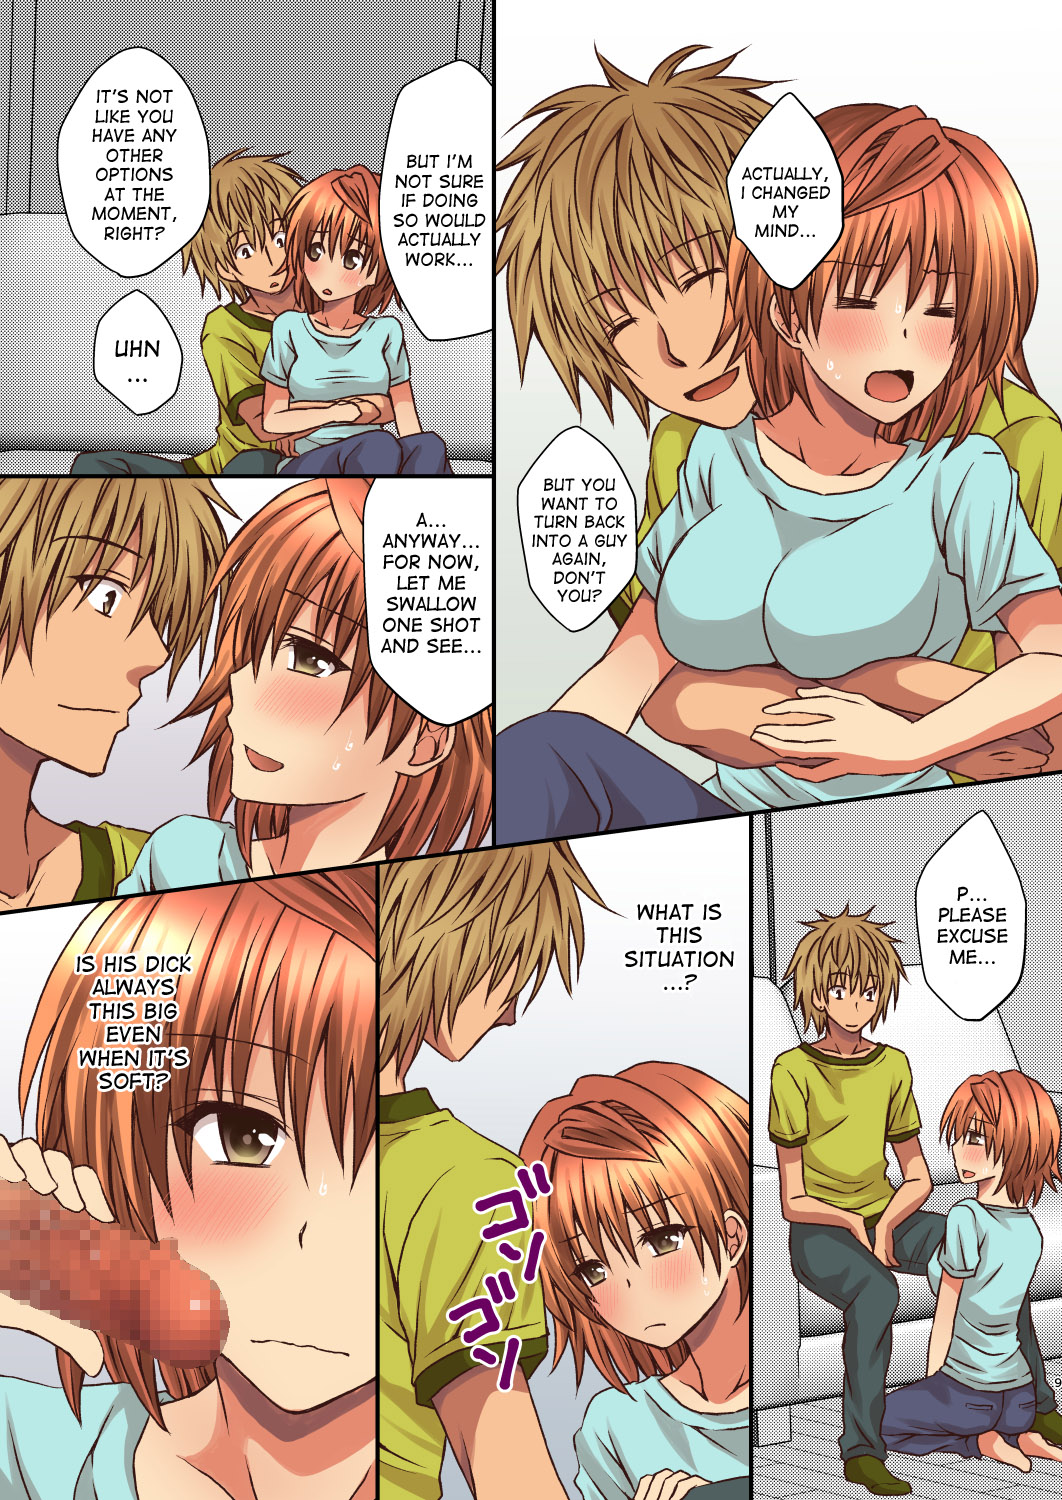 ACTUALLY,
I CHANGED
MY
MIND...
BUT YOU
WANT TO
TURN BACK
INTO A GUY
AGAIN,
DON'T
YOU?
BUT I'M
NOT SURE
IF DOING
SO WOULD
ACTUALLY
WORK...
IT'S NOT
LIKE YOU
HAVE ANY
OTHER
OPTIONS
AT THE
MOMENT,
RIGHT?
UHN
...
A...
ANYWAY...
FOR NOW,
LET ME
SWALLOW
ONE SHOT
AND SEE...
P...
PLEASE
EXCUSE
ME...
WHAT IS
THIS
SITUATION
...?
ゴソ
ゴソ
IS HIS DICK
ALWAYS
THIS BIG
EVEN
WHEN IT'S
SOFT?
9